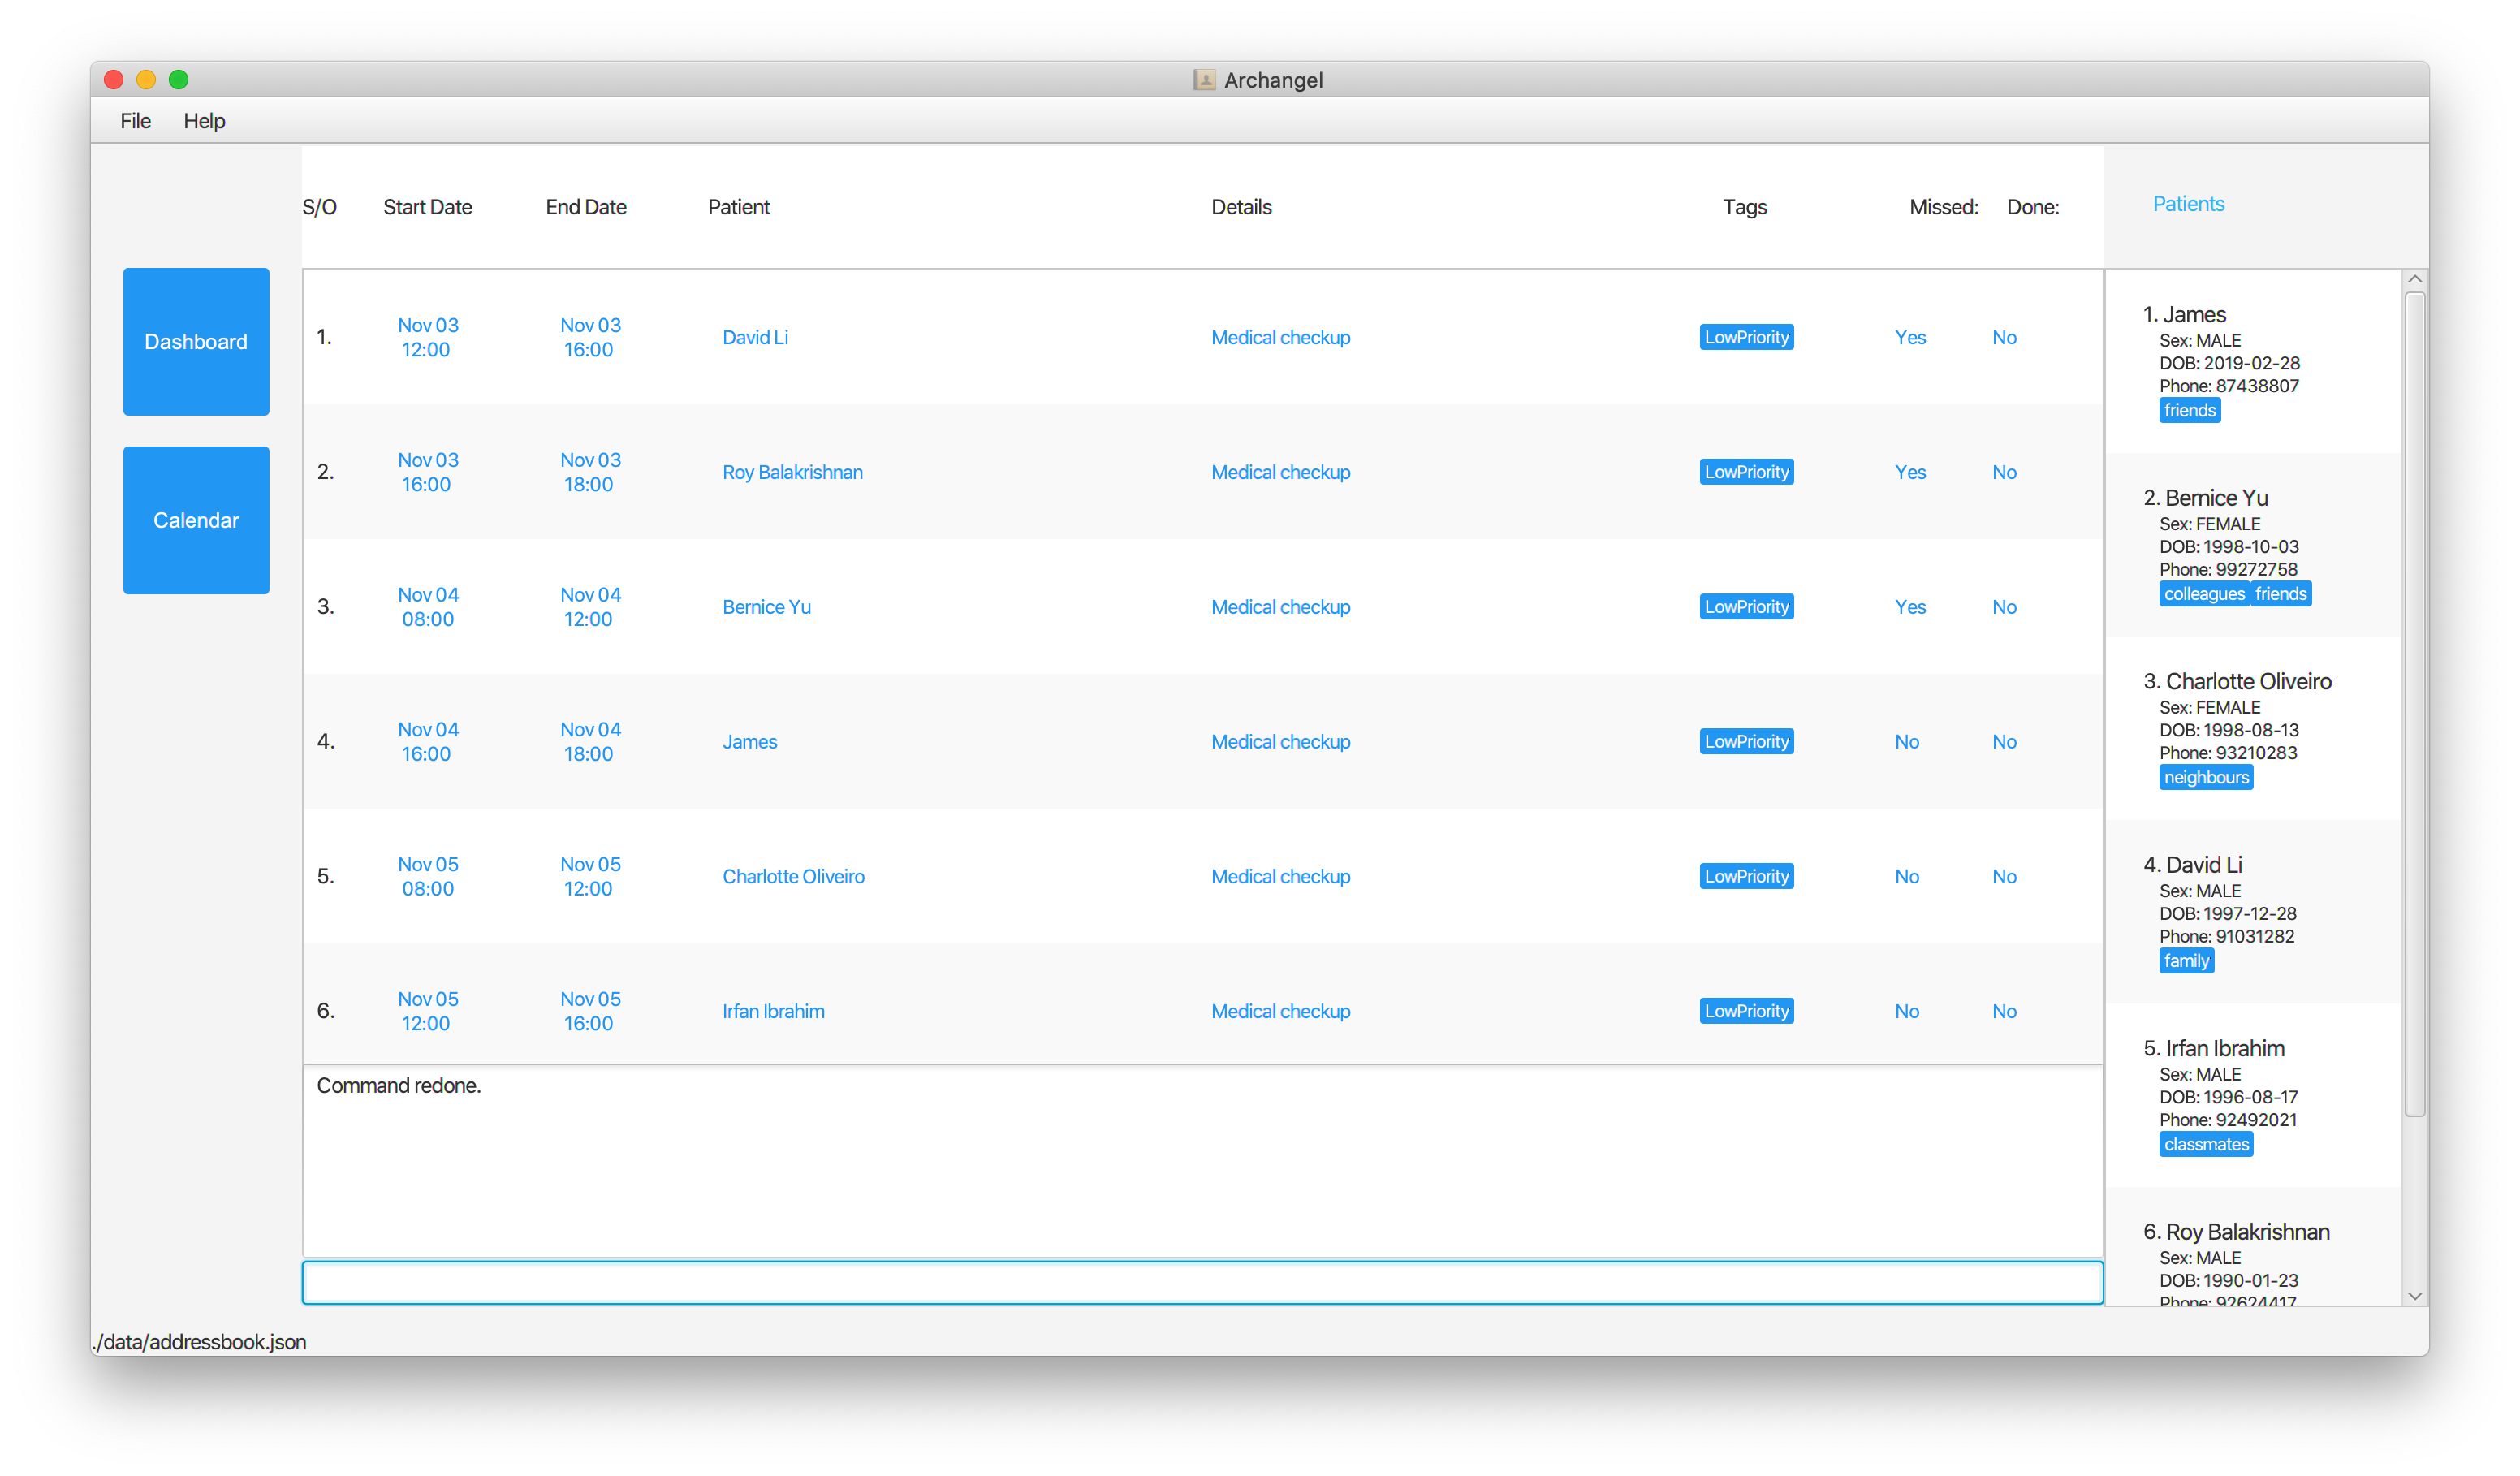 Archangel
File Help
S/O Start Date End Date Patient Details Tags Missed: Done:
Dashboard
Calendar
1. Nov 03 12:00 Nov 03 16:00 David Li Medical checkup LowPriority Yes No
2. Nov 03 16:00 Nov 03 18:00 Roy Balakrishnan Medical checkup LowPriority Yes No
3. Nov 04 08:00 Nov 04 12:00 Bernice Yu Medical checkup LowPriority Yes No
4. Nov 04 16:00 Nov 04 18:00 James Medical checkup LowPriority No No
5. Nov 05 08:00 Nov 05 12:00 Charlotte Oliveiro Medical checkup LowPriority No No
6. Nov 05 12:00 Nov 05 16:00 Irfan Ibrahim Medical checkup LowPriority No No
Command redone.
Patients
1. James
Sex: MALE
DOB: 2019-02-28
Phone: 87438807
friends
2. Bernice Yu
Sex: FEMALE
DOB: 1998-10-03
Phone: 99272758
colleagues friends
3. Charlotte Oliveiro
Sex: FEMALE
DOB: 1998-08-13
Phone: 93210283
neighbours
4. David Li
Sex: MALE
DOB: 1997-12-28
Phone: 91031282
family
5. Irfan Ibrahim
Sex: MALE
DOB: 1996-08-17
Phone: 92492021
classmates
6. Roy Balakrishnan
Sex: MALE
DOB: 1990-01-23
Phone: 92624417
./data/addressbook.json